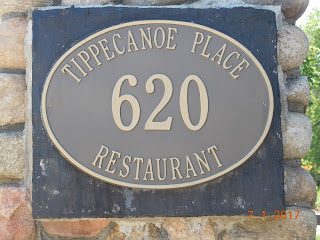 TIPPECANOE PLACE
620
RESTAURANT
7 1 2017